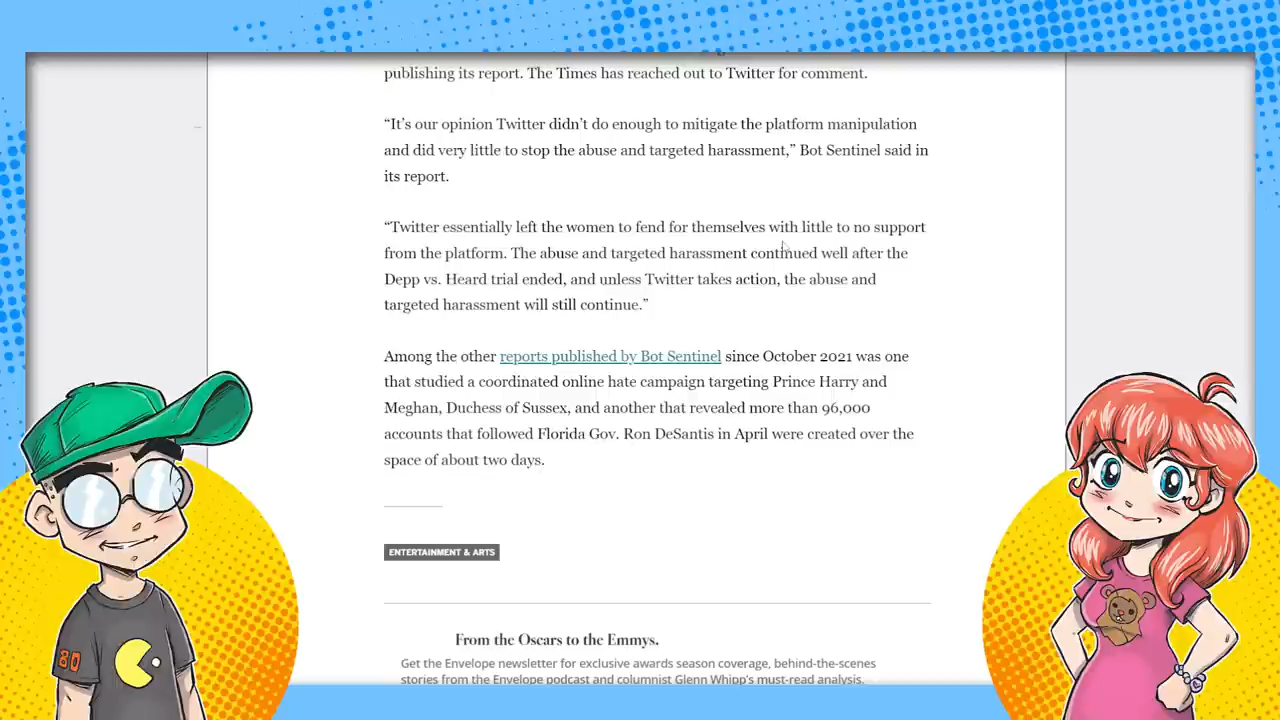 publishing its report. The Times has reached out to Twitter for comment.
“It’s our opinion Twitter didn’t do enough to mitigate the platform manipulation
and did very little to stop the abuse and targeted harassment,” Bot Sentinel said in
its report.
“Twitter essentially left the women to fend for themselves with little to no support
from the platform. The abuse and targeted harassment continued well after the
Depp vs. Heard trial ended, and unless Twitter takes action, the abuse and
targeted harassment will still continue.”
Among the other reports published by Bot Sentinel since October 2021 was one
that studied a coordinated online hate campaign targeting Prince Harry and
Meghan, Duchess of Sussex, and another that revealed more than 96,000
accounts that followed Florida Gov. Ron DeSantis in April were created over the
space of about two days.
ENTERTAINMENT & ARTS
From the Oscars to the Emmys.
Get the Envelope newsletter for exclusive awards season coverage, behind-the-scenes
stories from the Envelope podcast and columnist Glenn Whipp’s must-read analysis.
80